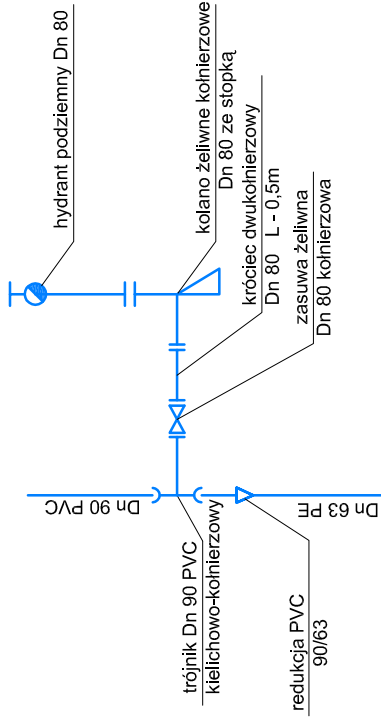 hydrant podziemny Dn 80
kolano żeliwne kołnierzowe
Dn 80 ze stopką
króciec dwukołnierzowy
Dn 80 L - 0,5m
zasuwa żeliwna
Dn 80 kołnierzowa
Dn 90 PVC
Dn 63 PE
trójnik Dn 90 PVC
kielichowo-kołnierzowy
redukcja PVC
90/63